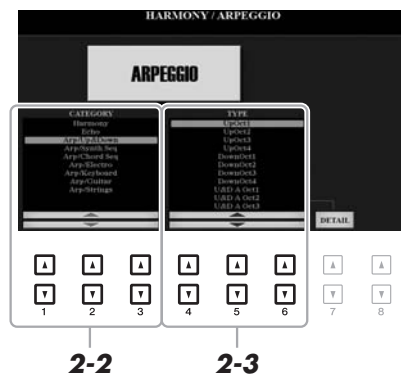 HARMONY / ARPEGGIO
ARPEGGIO
CATEGORY
Harmony
Echo
Arp/Up&Down
Arp/Synth Seq
Arp/Chord Seq
Arp/Electro
Arp/Keyboard
Arp/Guitar
Arp/Strings
TYPE
UpOct1
UpOct2
UpOct3
UpOct4
DownOct1
DownOct2
DownOct3
DownOct4
U&D A Oct1
U&D A Oct2
U&D A Oct3
DETAIL
1 2 3 4 5 6 7 8
2-2 2-3